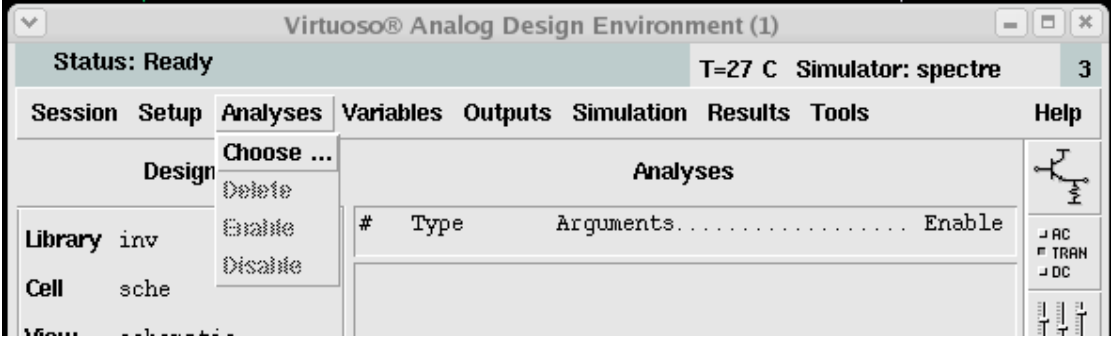 Virtuoso® Analog Design Environment (1)
Status: Ready
T=27 C Simulator: spectre 3
Session Setup Analyses Variables Outputs Simulation Results Tools Help
Choose ...
Delete
Enable
Disable
Design
Analyses
# Type Arguments................... Enable
Library inv
Cell sche
AC
TRAN
DC